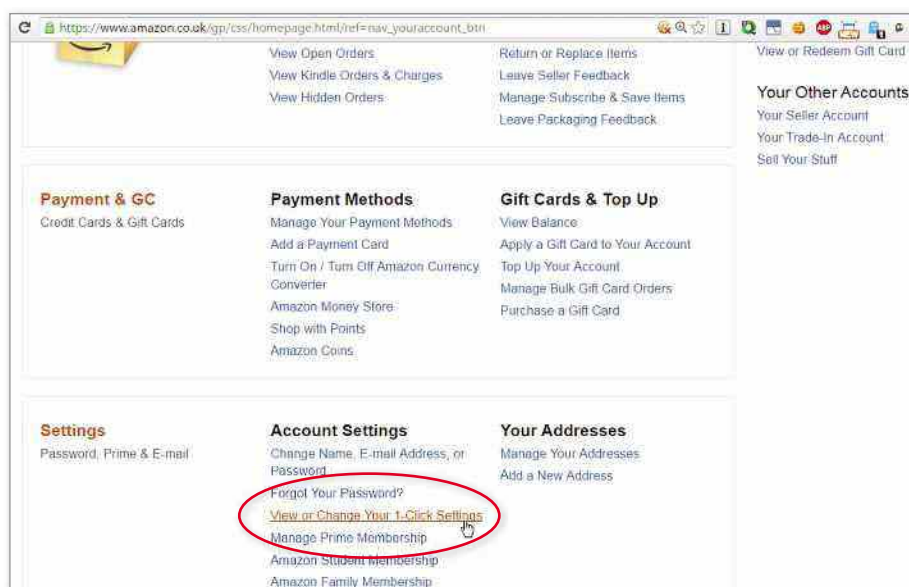 https://www.amazon.co.uk/gp/css/homepage.html/ref=nav_youraccount_btn
View Open Orders
View Kindle Orders & Charges
View Hidden Orders
Return or Replace Items
Leave Seller Feedback
Manage Subscribe & Save Items
Leave Packaging Feedback
View or Redeem Gift Card
Your Other Accounts
Your Seller Account
Your Trade-In Account
Sell Your Stuff
Payment & GC
Credit Cards & Gift Cards
Payment Methods
Manage Your Payment Methods
Add a Payment Card
Turn On / Turn Off Amazon Currency
Converter
Amazon Money Store
Shop with Points
Amazon Coins
Gift Cards & Top Up
View Balance
Apply a Gift Card to Your Account
Top Up Your Account
Manage Bulk Gift Card Orders
Purchase a Gift Card
Settings
Password, Prime & E-mail
Account Settings
Change Name, E-mail Address, or
Password
Forgot Your Password?
View or Change Your 1-Click Settings
Manage Prime Membership
Amazon Student Membership
Amazon Family Membership
Your Addresses
Manage Your Addresses
Add a New Address